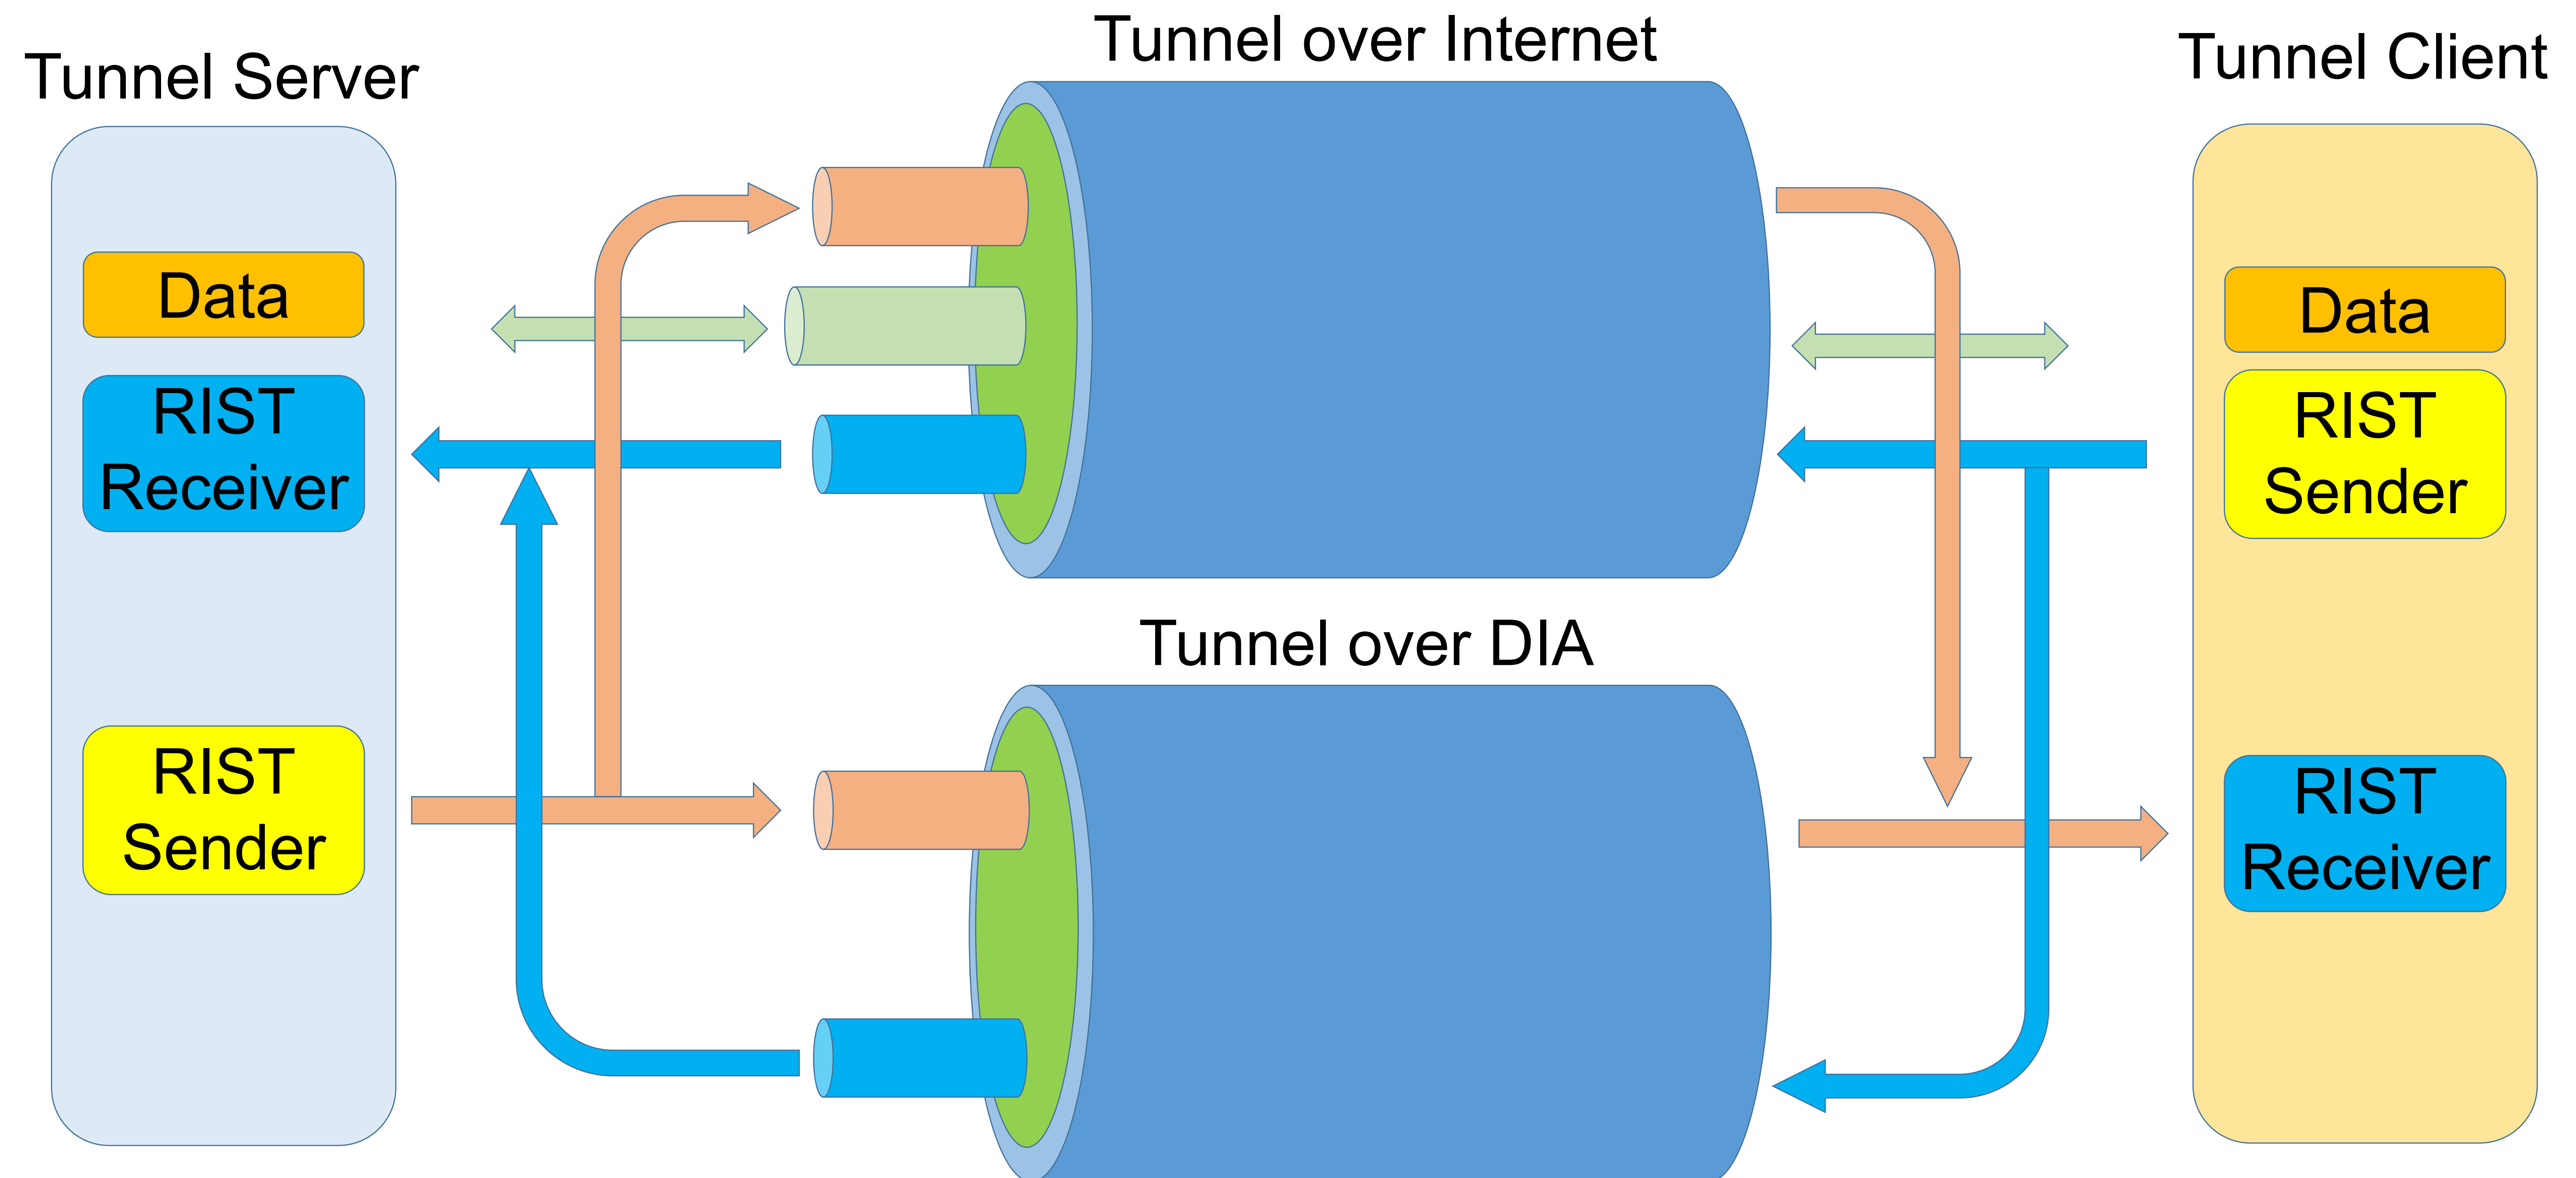 Tunnel over Internet
Tunnel Server
Tunnel Client
Data
RIST
Receiver
RIST
Sender
Data
RIST
Sender
RIST
Receiver
Tunnel over DIA